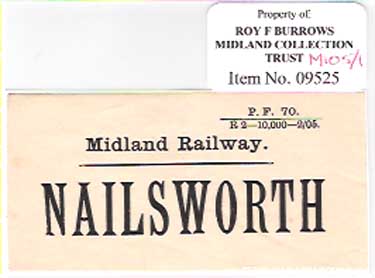 Property of:
ROY F BURROWS
MIDLAND COLLECTION
TRUST M105/1
Item No. 09525
P. F. 70.
R 2—10,000—2/05.
Midland Railway.
NAILSWORTH